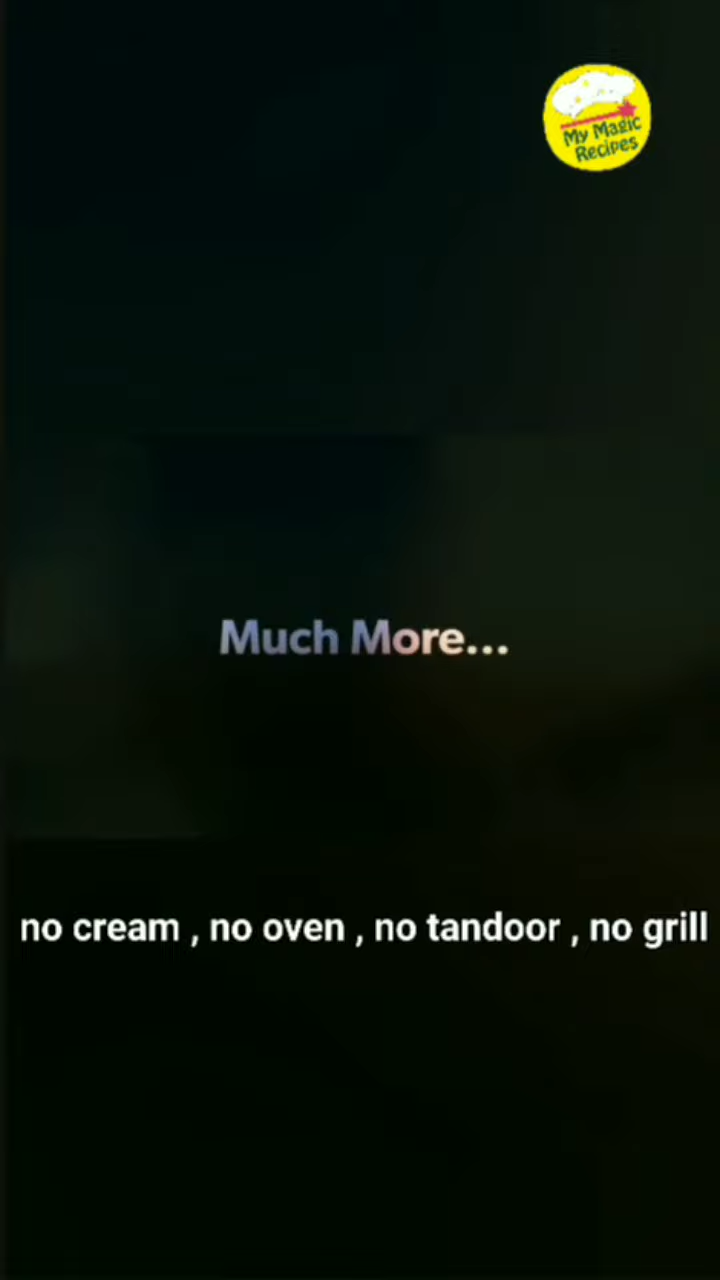 My Magic
Recipes
Much More...
no cream , no oven , no tandoor , no grill